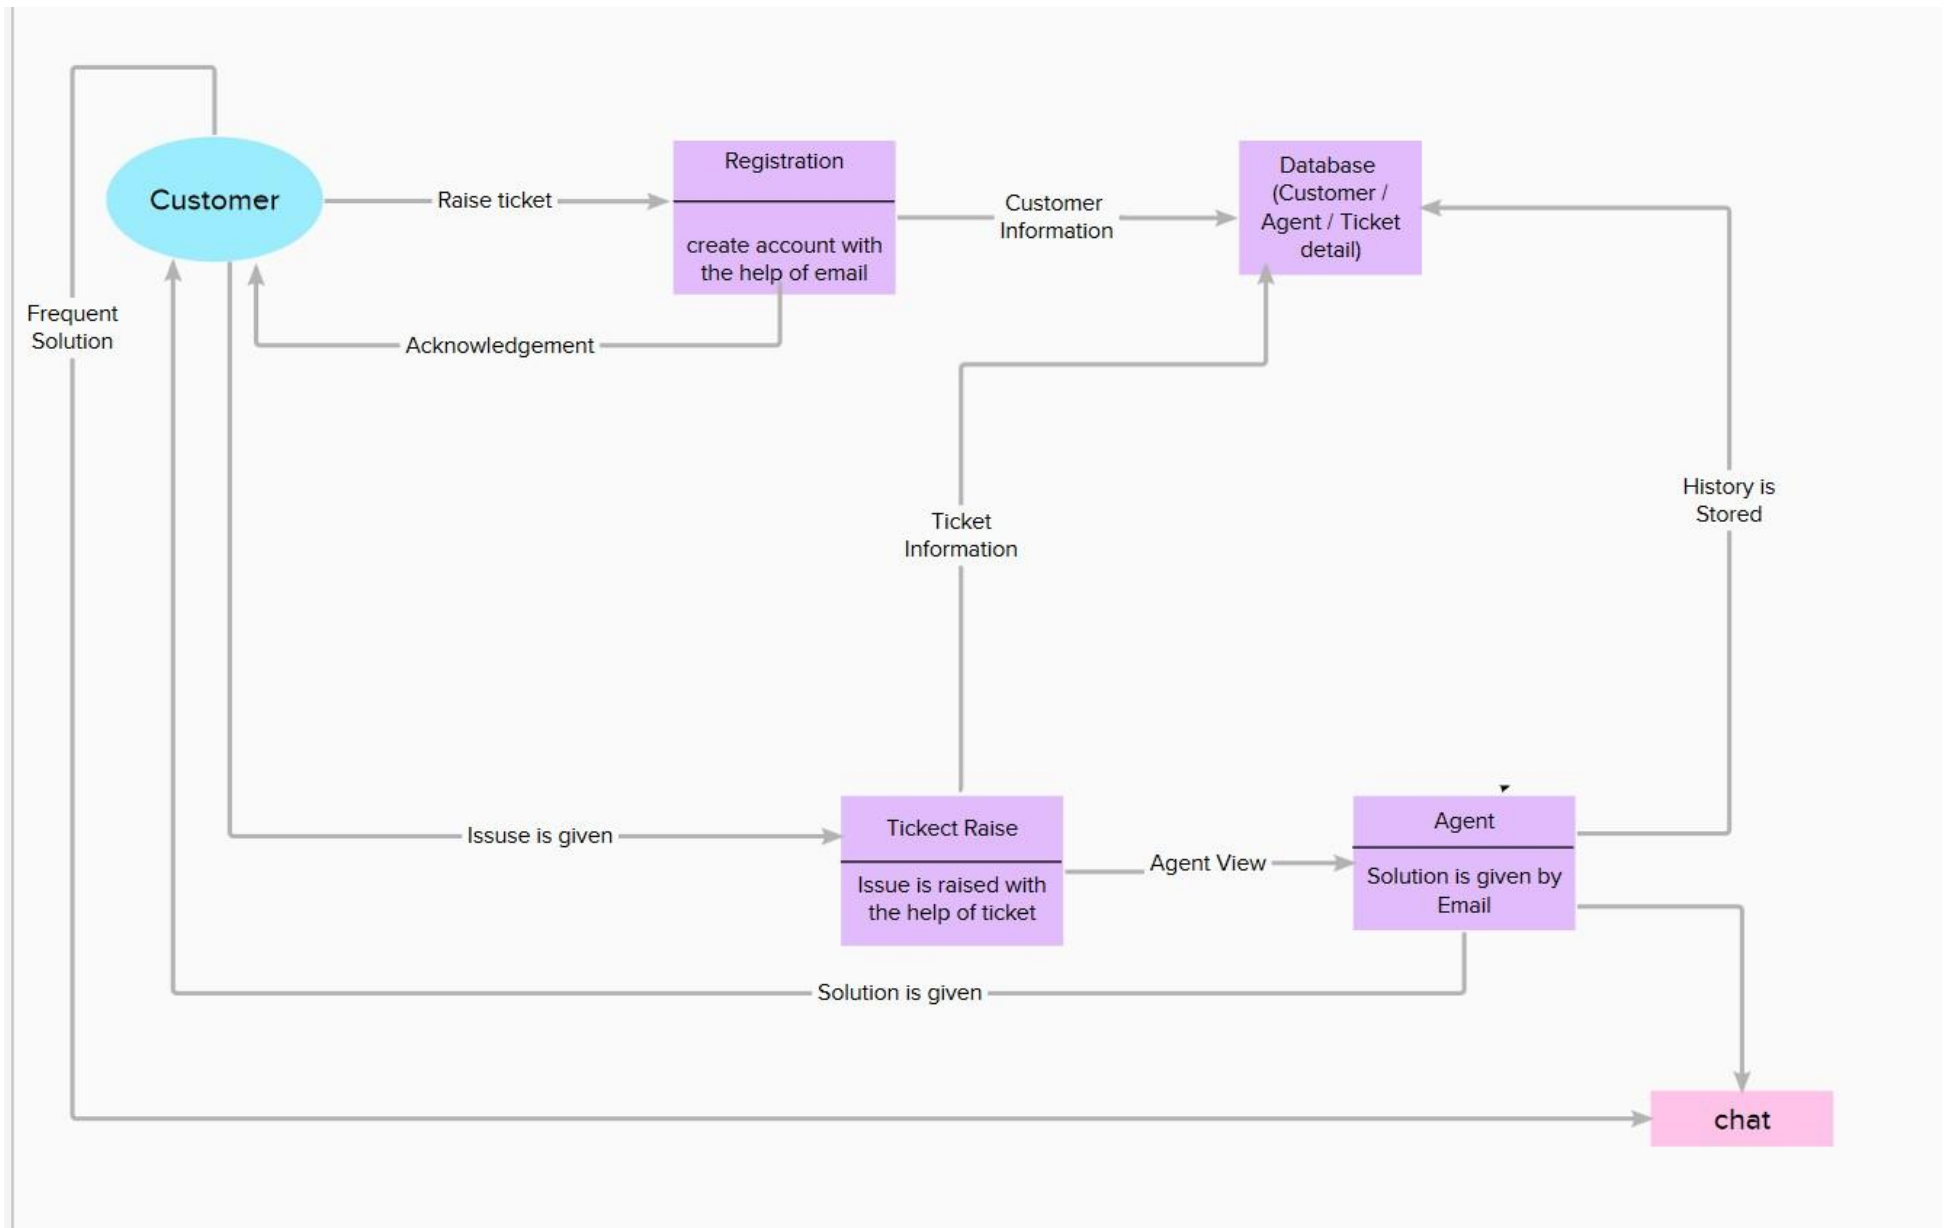 Customer
Raise ticket
Registration
create account with
the help of email
Customer
Information
Database
(Customer /
Agent / Ticket
detail)
Frequent
Solution
Acknowledgement
Ticket
Information
History is
Stored
Issuse is given
Tickect Raise
Issue is raised with
the help of ticket
Agent View
Agent
Solution is given by
Email
Solution is given
chat